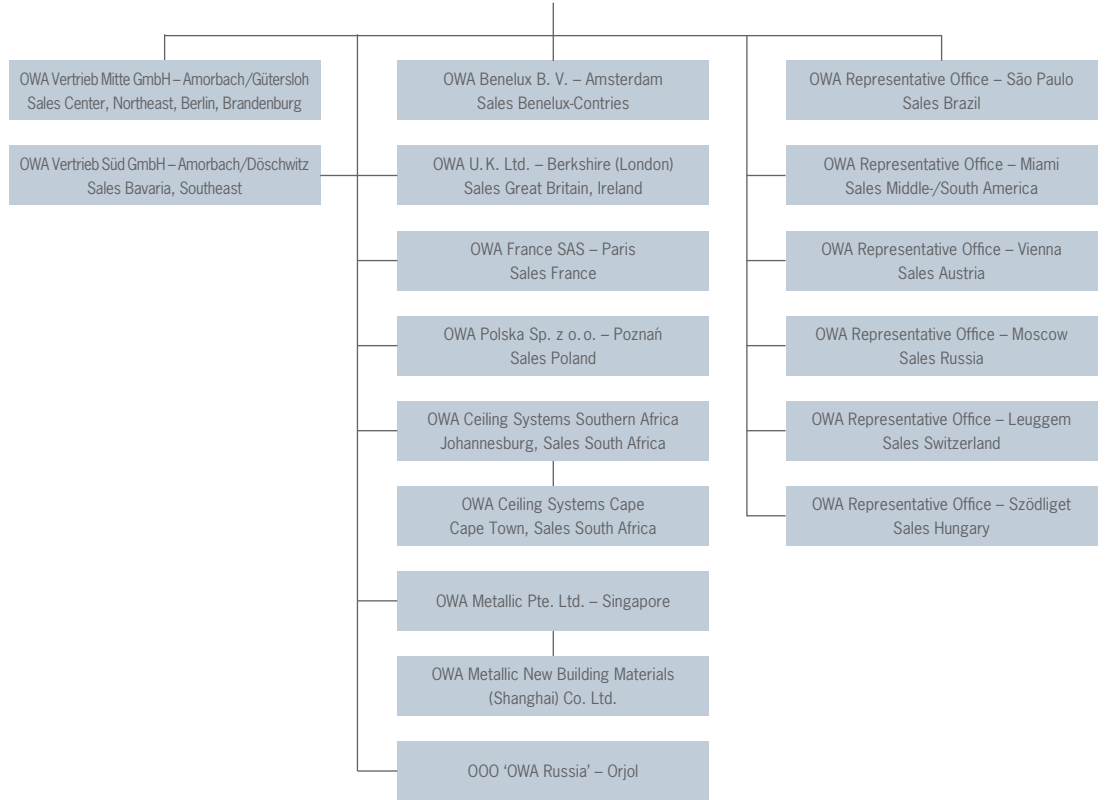 OWA Vertrieb Mitte GmbH – Amorbach/Gütersloh
Sales Center, Northeast, Berlin, Brandenburg
OWA Vertrieb Süd GmbH – Amorbach/Döschwitz
Sales Bavaria, Southeast
OWA Benelux B. V. – Amsterdam
Sales Benelux-Contries
OWA U. K. Ltd. – Berkshire (London)
Sales Great Britain, Ireland
OWA France SAS – Paris
Sales France
OWA Polska Sp. z o. o. – Poznań
Sales Poland
OWA Ceiling Systems Southern Africa
Johannesburg, Sales South Africa
OWA Ceiling Systems Cape
Cape Town, Sales South Africa
OWA Metallic Pte. Ltd. – Singapore
OWA Metallic New Building Materials
(Shanghai) Co. Ltd.
OOO 'OWA Russia' – Orjol
OWA Representative Office – São Paulo
Sales Brazil
OWA Representative Office – Miami
Sales Middle-/South America
OWA Representative Office – Vienna
Sales Austria
OWA Representative Office – Moscow
Sales Russia
OWA Representative Office – Leuggem
Sales Switzerland
OWA Representative Office – Szödliget
Sales Hungary